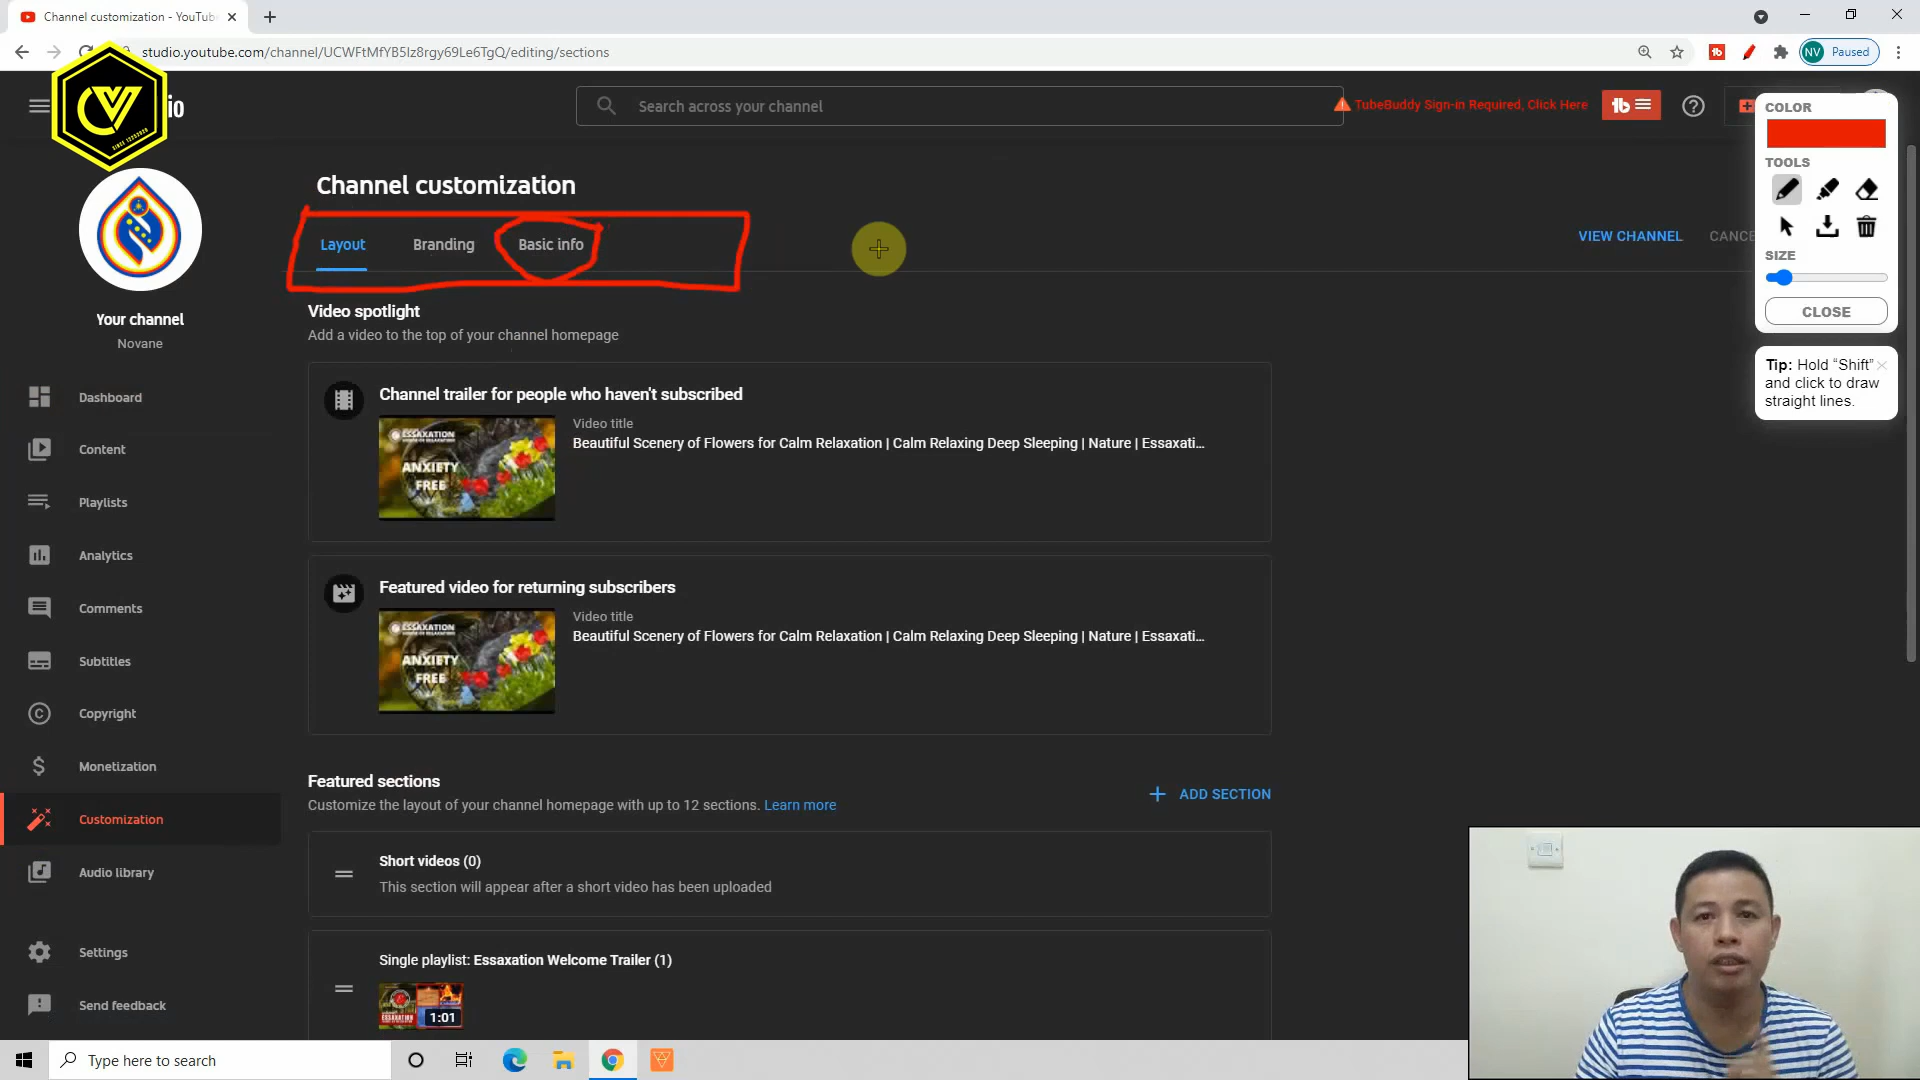 Channel customization - YouTub
studio.youtube.com/channel/UCWFtMfYB5Iz8rgy69Le6TgQ/editing/sections
NV Paused
io
Search across your channel
TubeBuddy Sign-in Required, Click Here
COLOR
TOOLS
SIZE
CLOSE
Tip: Hold “Shift”
and click to draw
straight lines.
Channel customization
Layout
Branding
Basic info
VIEW CHANNEL
CANCE
Your channel
Novane
Dashboard
Content
Playlists
Analytics
Comments
Subtitles
Copyright
Monetization
Customization
Audio library
Settings
Send feedback
Video spotlight
Add a video to the top of your channel homepage
Channel trailer for people who haven't subscribed
ESSAXATION
ANXIETY
FREE
Video title
Beautiful Scenery of Flowers for Calm Relaxation | Calm Relaxing Deep Sleeping | Nature | Essaxati...
Featured video for returning subscribers
ESSAXATION
ANXIETY
FREE
Video title
Beautiful Scenery of Flowers for Calm Relaxation | Calm Relaxing Deep Sleeping | Nature | Essaxati...
Featured sections
Customize the layout of your channel homepage with up to 12 sections. Learn more
ADD SECTION
Short videos (0)
This section will appear after a short video has been uploaded
Single playlist: Essaxation Welcome Trailer (1)
1:01
Type here to search